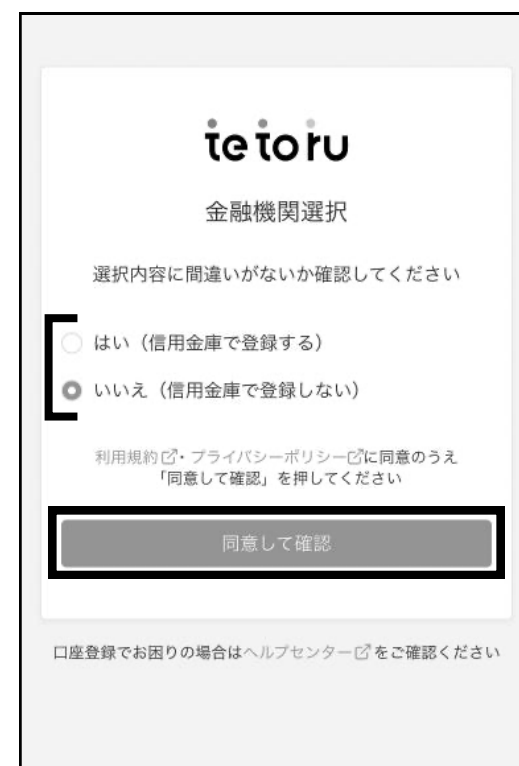 tetoru
金融機関選択
選択内容に間違いがないか確認してください
はい（信用金庫で登録する）
いいえ（信用金庫で登録しない）
利用規約・プライバシーポリシーに同意のうえ
「同意して確認」を押してください
同意して確認
口座登録でお困りの場合はヘルプセンターをご確認ください